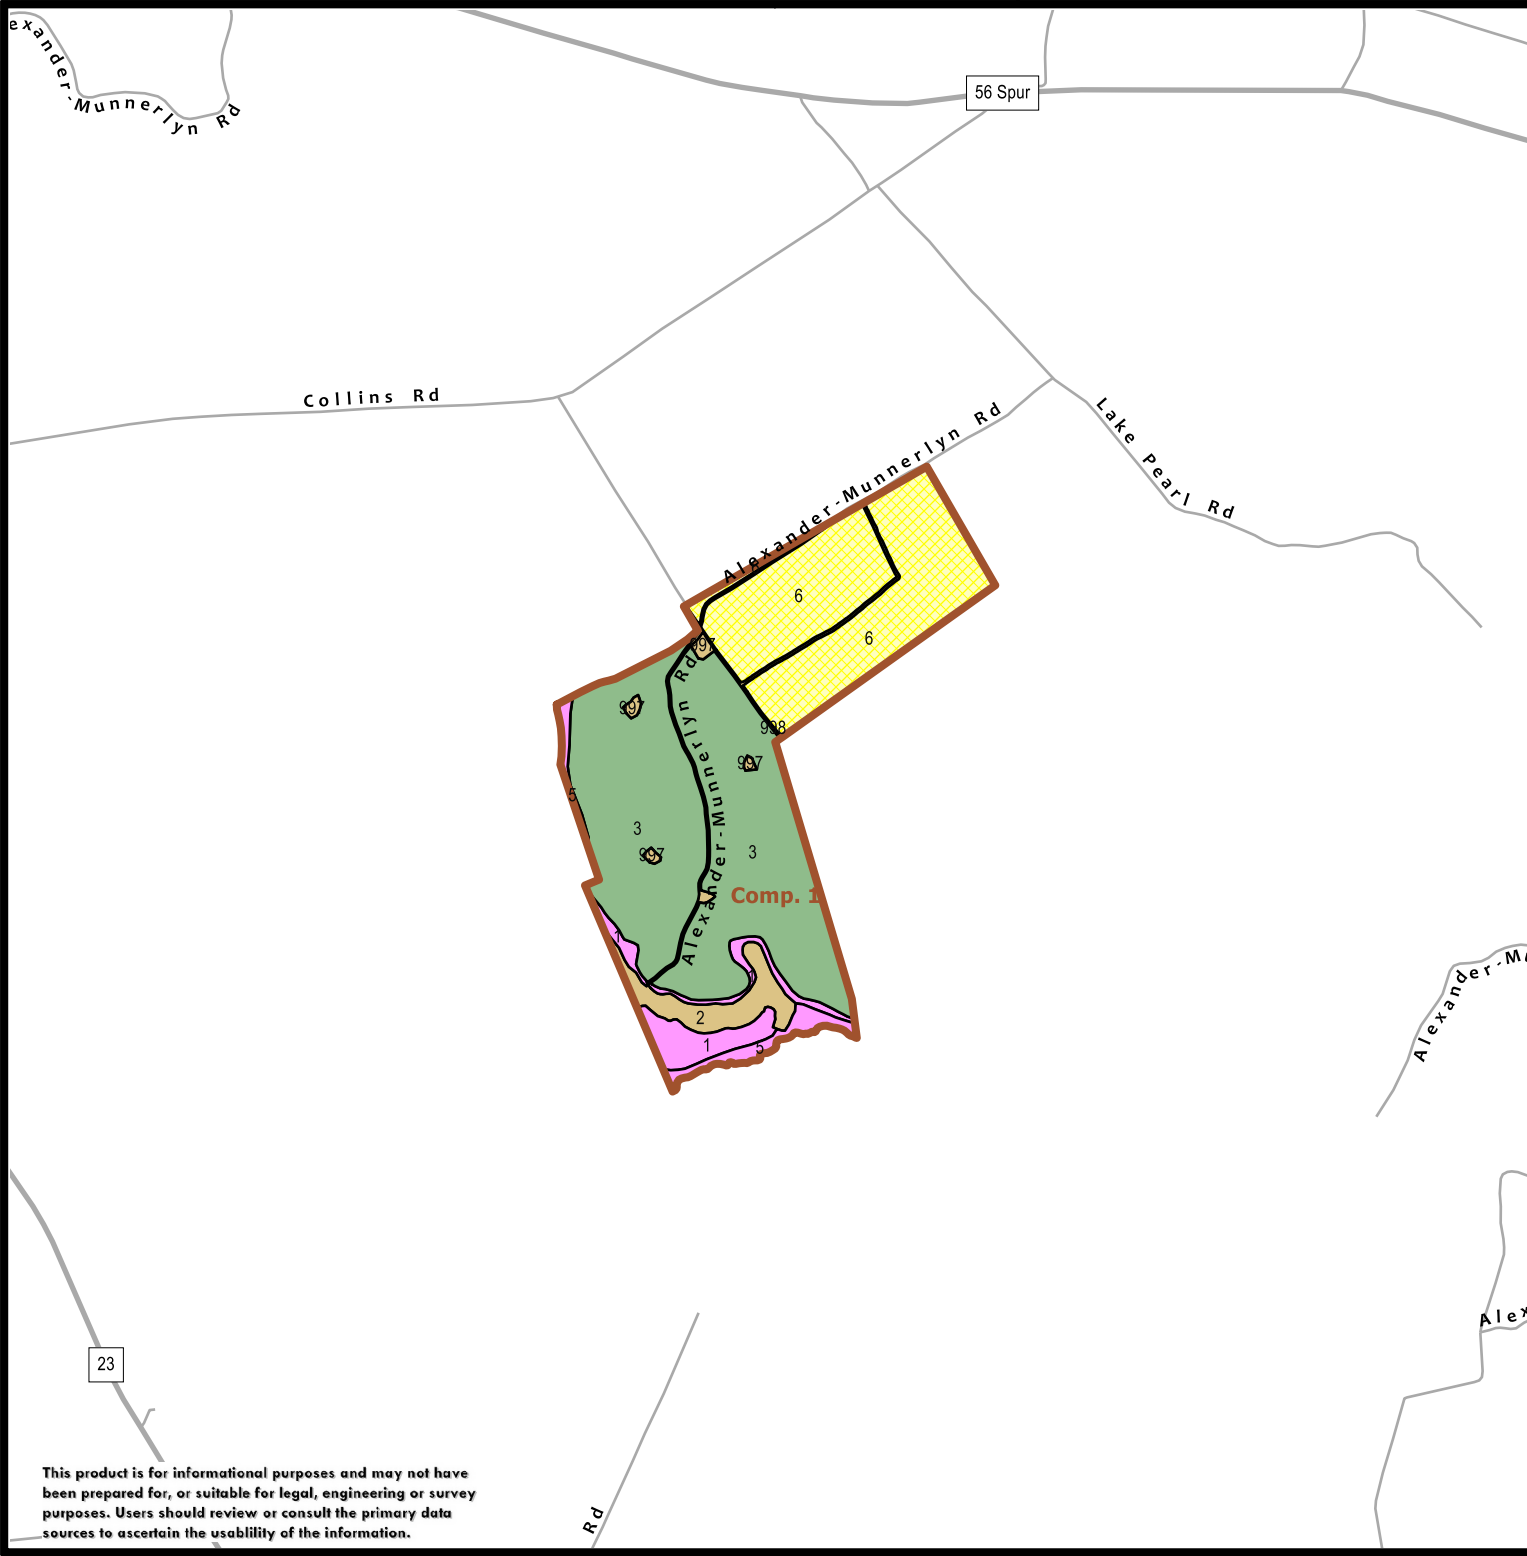 exander-Munnerlyn Rd
56 Spur
Collins Rd
Lake Pearl Rd
Alexander-Munnerlyn Rd
6
6
997
Alexander-Munnerlyn Rd
997
998
997
5
3
997
3
Comp. 1
1
1
2
1
5
Alexander-M
Alex
23
Rd
This product is for informational purposes and may not have
been prepared for, or suitable for legal, engineering or survey
purposes. Users should review or consult the primary data
sources to ascertain the usablility of the information.